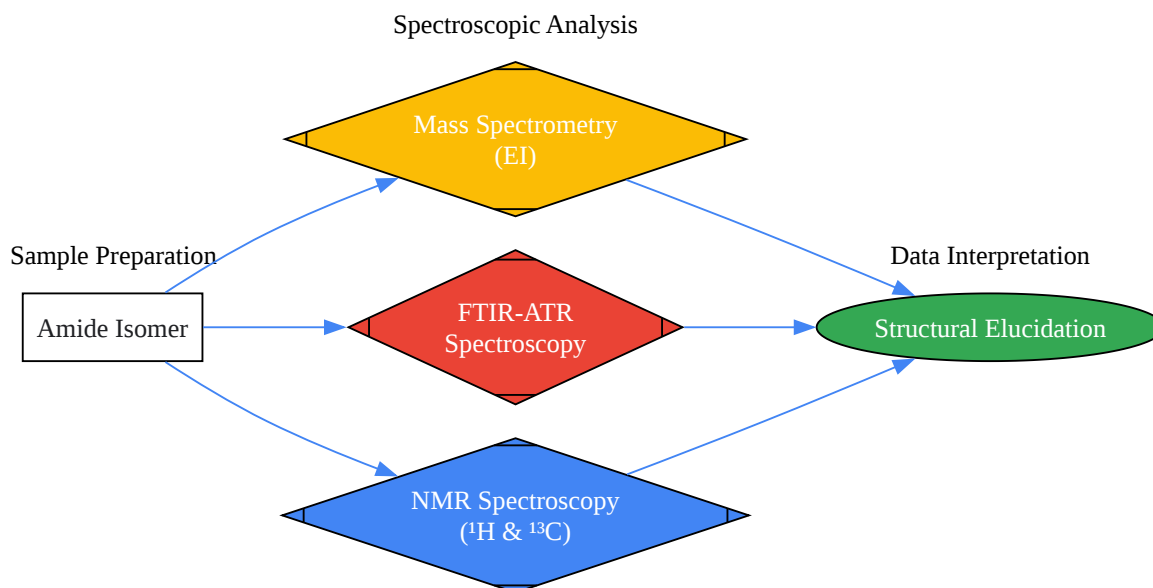 Spectroscopic Analysis
Mass Spectrometry
(EI)
Sample Preparation
Amide Isomer
FTIR-ATR
Spectroscopy
Data Interpretation
Structural Elucidation
NMR Spectroscopy
(¹H & ¹³C)